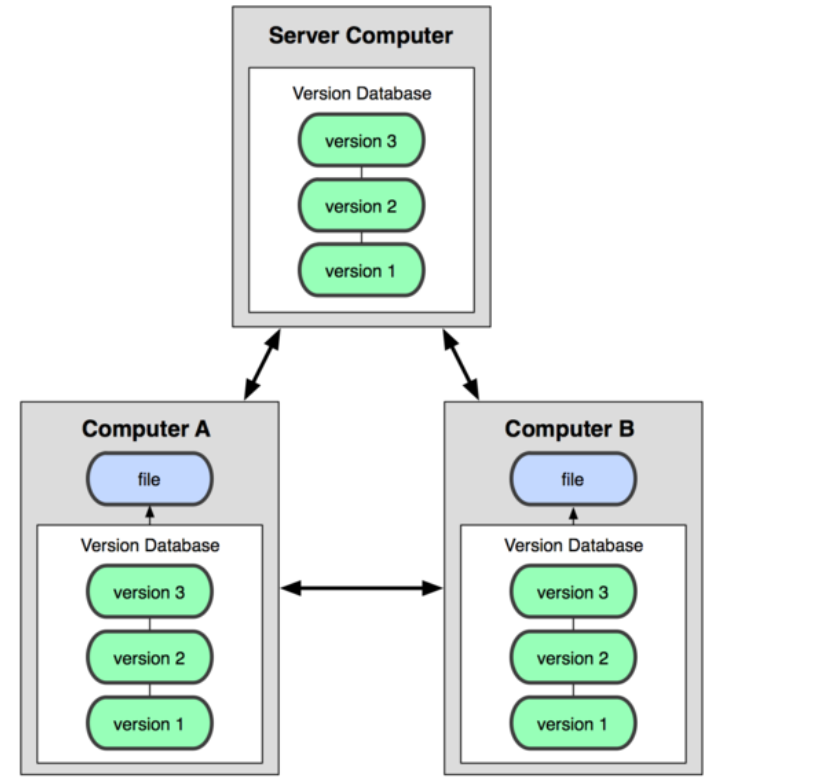 Server Computer
Version Database
version 3
version 2
version 1
Computer A
file
Version Database
version 3
version 2
version 1
Computer B
file
Version Database
version 3
version 2
version 1